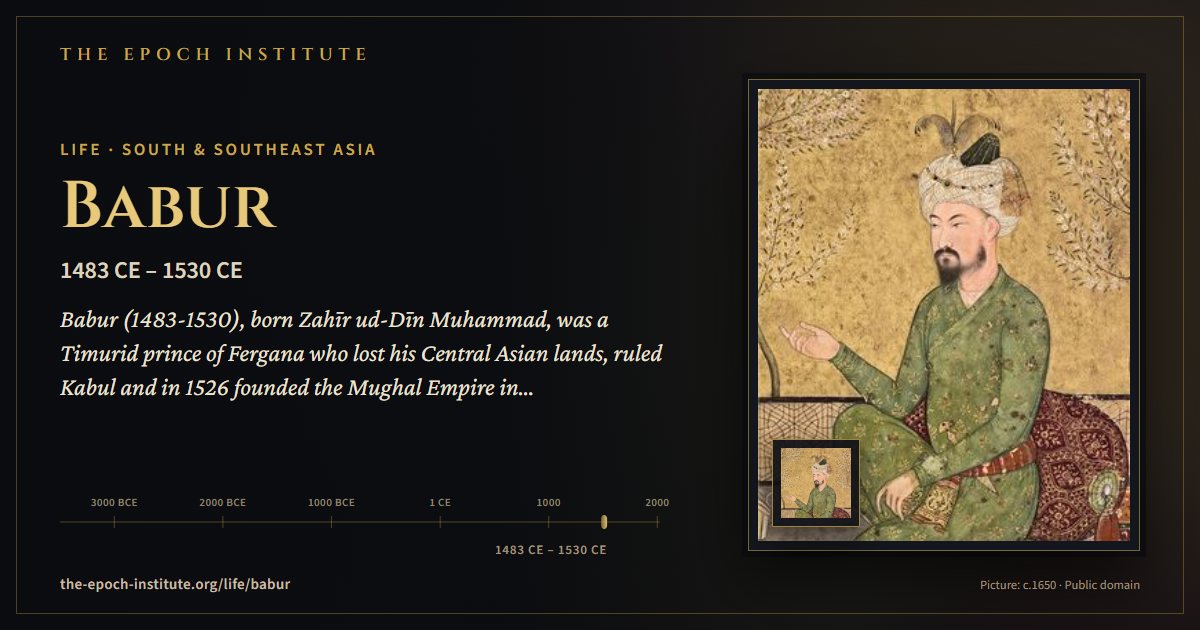 THE EPOCH INSTITUTE
LIFE · SOUTH & SOUTHEAST ASIA
BABUR
1483 CE – 1530 CE
Babur (1483-1530), born Zahīr ud-Dīn Muhammad, was a
Timurid prince of Fergana who lost his Central Asian lands, ruled
Kabul and in 1526 founded the Mughal Empire in...
3000 BCE 2000 BCE 1000 BCE 1 CE 1000 2000
1483 CE – 1530 CE
the-epoch-institute.org/life/babur
Picture: c.1650 · Public domain